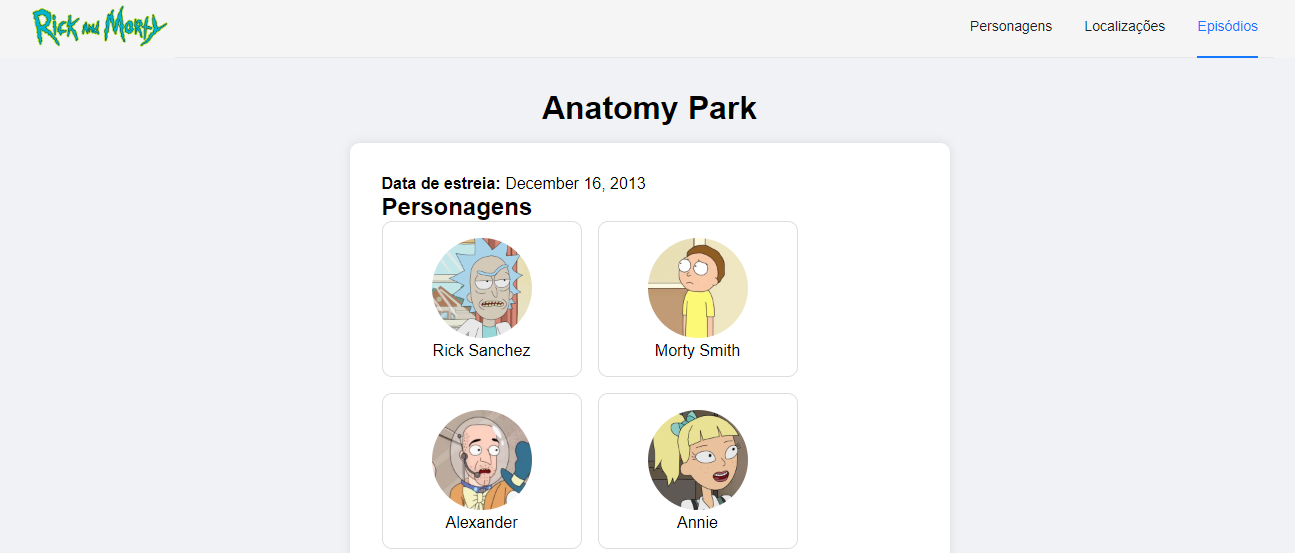 Rick and Morty
Personagens Localizações Episódios
Anatomy Park
Data de estreia: December 16, 2013
Personagens
Rick Sanchez Morty Smith
Alexander Annie